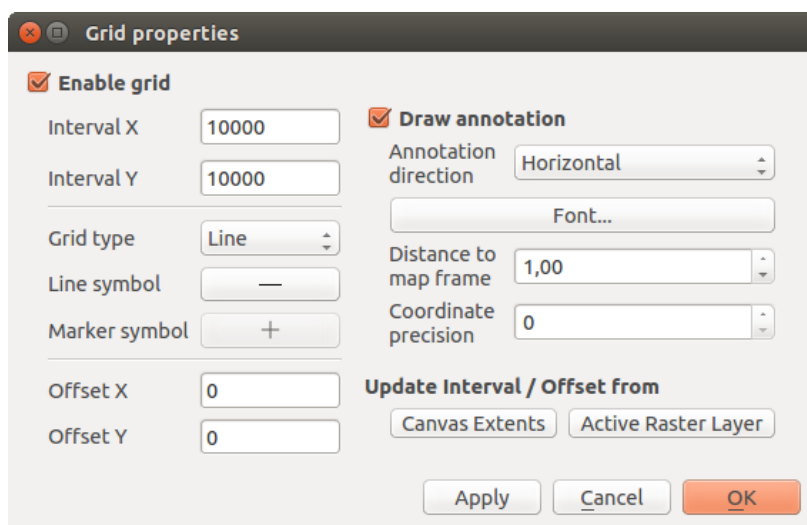 Grid properties
Enable grid
Interval X 10000
Interval Y 10000
Grid type Line
Line symbol
Marker symbol
Offset X 0
Offset Y 0
Draw annotation
Annotation
direction Horizontal
Font...
Distance to
map frame 1,00
Coordinate
precision 0
Update Interval / Offset from
Canvas Extents Active Raster Layer
Apply Cancel OK